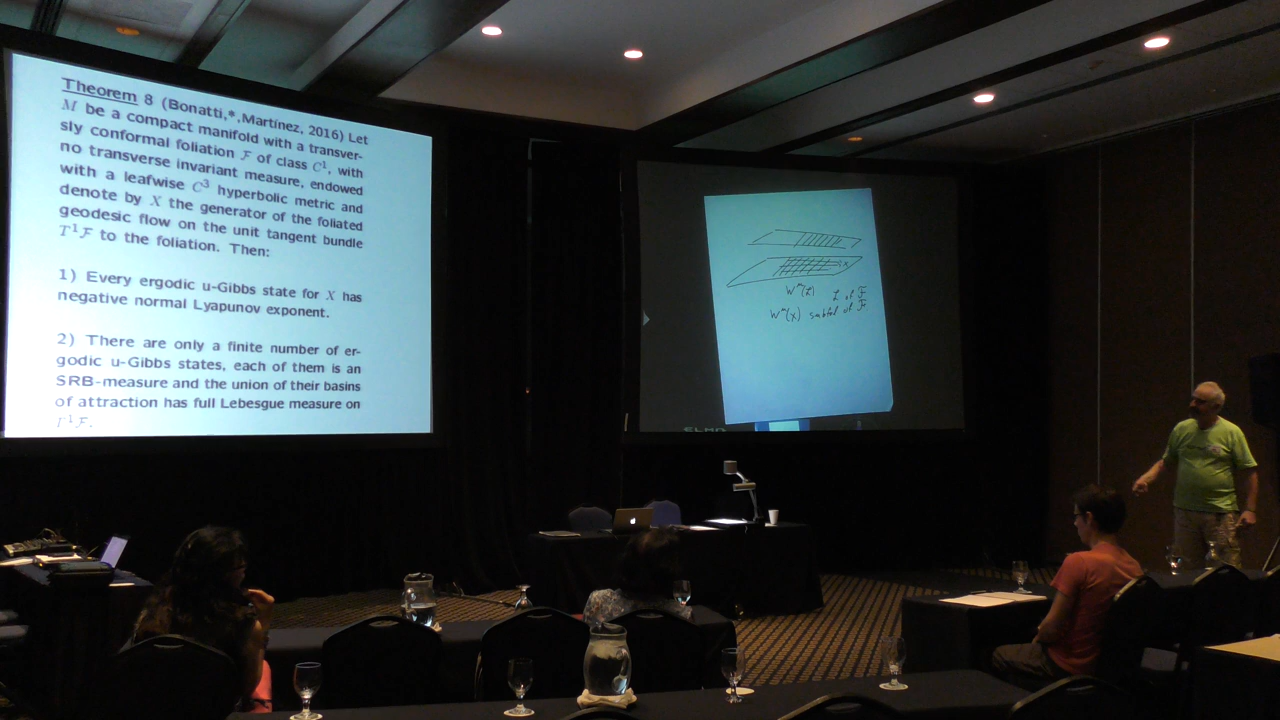 Theorem 8 (Bonatti,*,Martínez, 2016) Let
M be a compact manifold with a transver-
sly conformal foliation ℱ of class C¹, with
no transverse invariant measure, endowed
with a leafwise C³ hyperbolic metric and
denote by X the generator of the foliated
geodesic flow on the unit tangent bundle
T¹ℱ to the foliation. Then:
1) Every ergodic u-Gibbs state for X has
negative normal Lyapunov exponent.
2) There are only a finite number of er-
godic u-Gibbs states, each of them is an
SRB-measure and the union of their basins
of attraction has full Lebesgue measure on
T¹ℱ.
x
of ℱ
of ℱ
ELMO